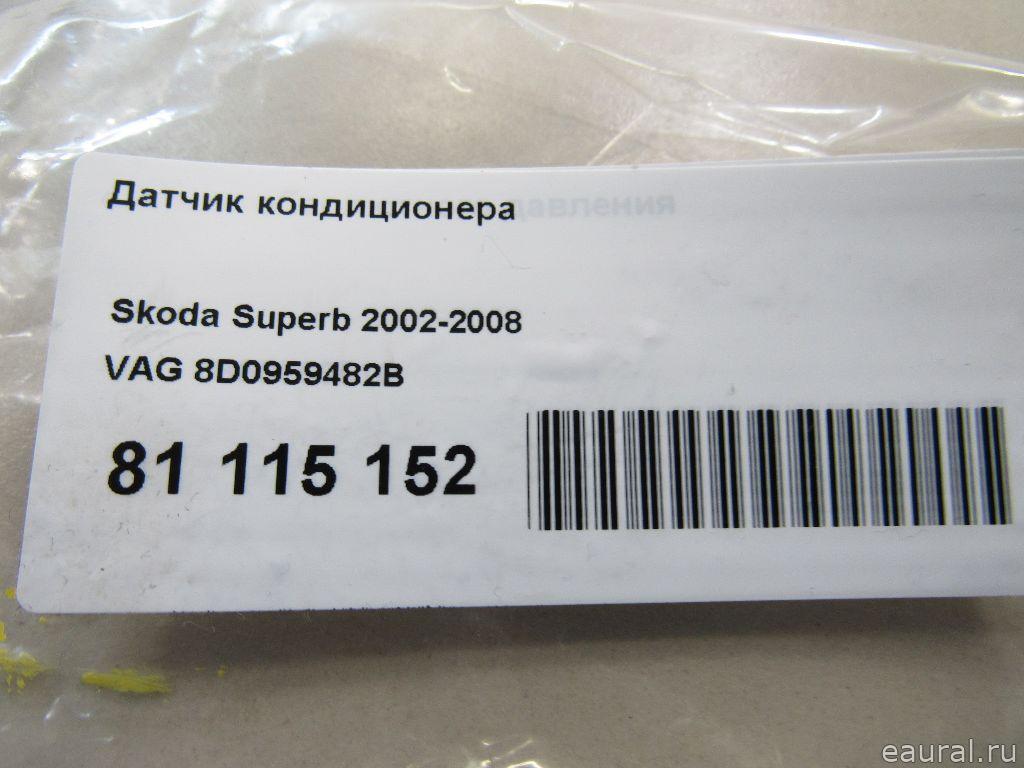 Датчик кондиционера
давления
Skoda Superb 2002-2008
VAG 8D0959482B
81 115 152
eaural.ru